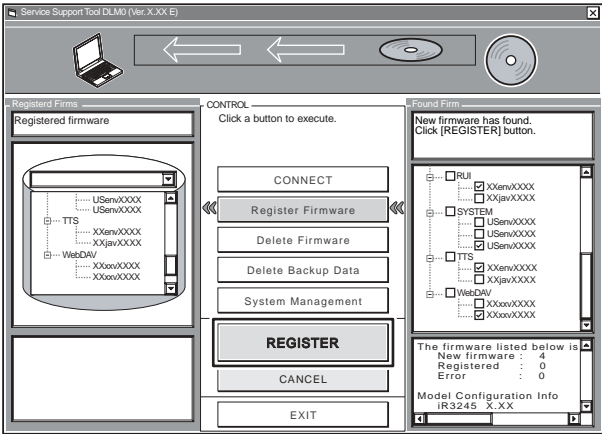 Service Support Tool DLM0 (Ver. X.XX E)
Registerd Firms
Registered firmware
USenvXXXX
USenvXXXX
TTS
XXenvXXXX
XXjavXXXX
WebDAV
XXxxvXXXX
XXxxvXXXX
CONTROL
Click a button to execute.
CONNECT
Register Firmware
Delete Firmware
Delete Backup Data
System Management
REGISTER
CANCEL
EXIT
Found Firm
New firmware has found.
Click [REGISTER] button.
RUI
XXenvXXXX
XXjavXXXX
SYSTEM
USenvXXXX
USenvXXXX
USenvXXXX
TTS
XXenvXXXX
XXjavXXXX
WebDAV
XXxxvXXXX
XXxxvXXXX
The firmware listed below is
New firmware : 4
Registered : 0
Error : 0
Model Configuration Info
iR3245 X.XX